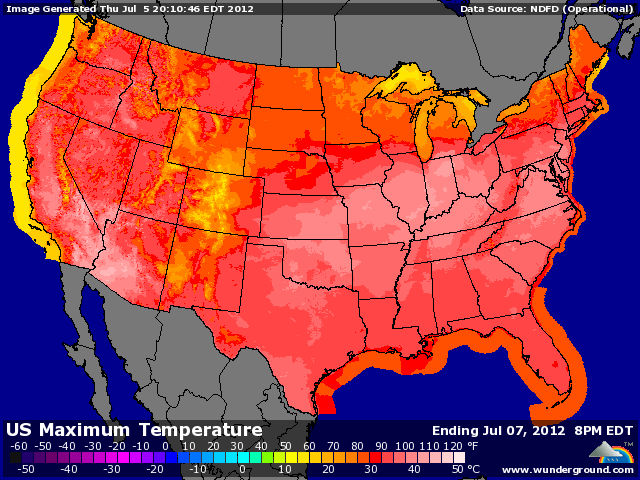 Image Generated Thu Jul 5 20:10:46 EDT 2012
Data Source: NDFD (Operational)
US Maximum Temperature
Ending Jul 07, 2012 8PM EDT
-60 -50 -40 -30 -20 -10 0 10 20 30 40 50 60 70 80 90 100 110 120 °F
-50 -40 -30 -20 -10 0 10 20 30 40 50 °C
TM
www.wunderground.com